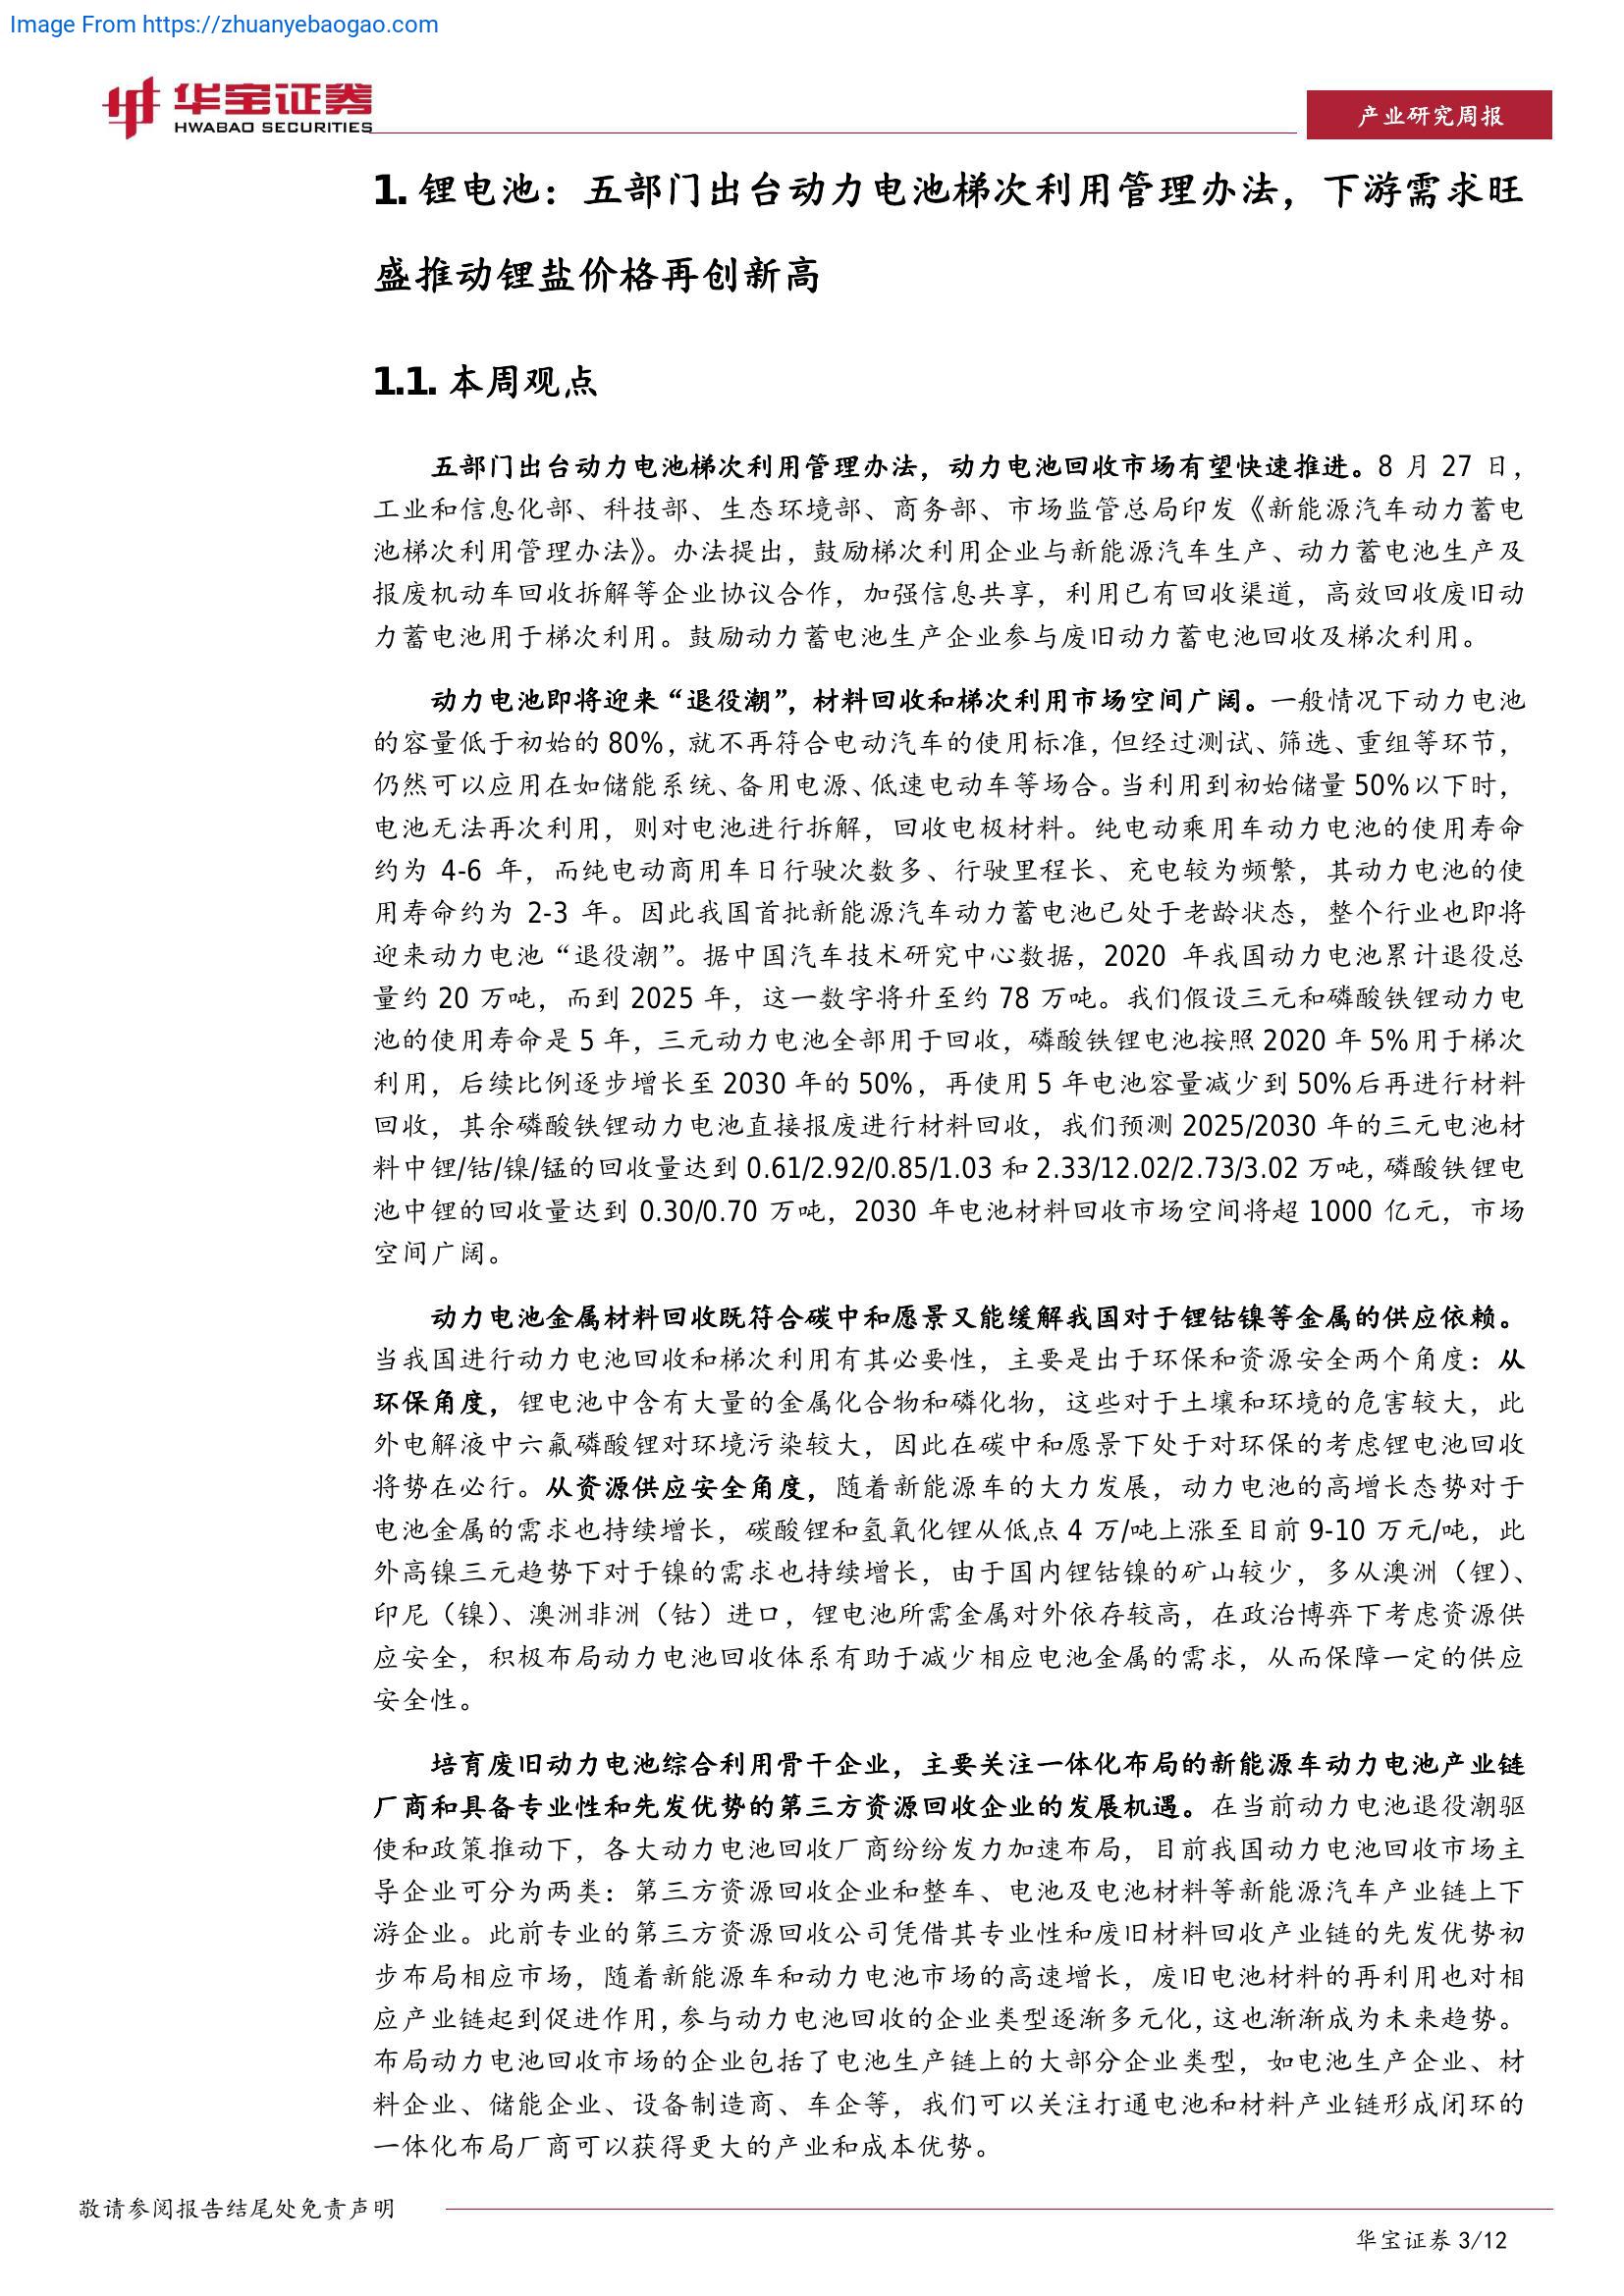 Image From https://zhuanyebaogao.com
华宝证券
HWABAO SECURITIES
产业研究周报
1. 锂电池：五部门出台动力电池梯次利用管理办法，下游需求旺
盛推动锂盐价格再创新高
1.1. 本周观点
五部门出台动力电池梯次利用管理办法，动力电池回收市场有望快速推进。8 月 27 日，
工业和信息化部、科技部、生态环境部、商务部、市场监管总局印发《新能源汽车动力蓄电
池梯次利用管理办法》。办法提出，鼓励梯次利用企业与新能源汽车生产、动力蓄电池生产及
报废机动车回收拆解等企业协议合作，加强信息共享，利用已有回收渠道，高效回收废旧动
力蓄电池用于梯次利用。鼓励动力蓄电池生产企业参与废旧动力蓄电池回收及梯次利用。
动力电池即将迎来“退役潮”，材料回收和梯次利用市场空间广阔。一般情况下动力电池
的容量低于初始的 80%，就不再符合电动汽车的使用标准，但经过测试、筛选、重组等环节，
仍然可以应用在如储能系统、备用电源、低速电动车等场合。当利用到初始储量 50%以下时，
电池无法再次利用，则对电池进行拆解，回收电极材料。纯电动乘用车动力电池的使用寿命
约为 4-6 年，而纯电动商用车日行驶次数多、行驶里程长、充电较为频繁，其动力电池的使
用寿命约为 2-3 年。因此我国首批新能源汽车动力蓄电池已处于老龄状态，整个行业也即将
迎来动力电池“退役潮”。据中国汽车技术研究中心数据，2020 年我国动力电池累计退役总
量约 20 万吨，而到 2025 年，这一数字将升至约 78 万吨。我们假设三元和磷酸铁锂动力电
池的使用寿命是 5 年，三元动力电池全部用于回收，磷酸铁锂电池按照 2020 年 5%用于梯次
利用，后续比例逐步增长至 2030 年的 50%，再使用 5 年电池容量减少到 50%后再进行材料
回收，其余磷酸铁锂动力电池直接报废进行材料回收，我们预测 2025/2030 年的三元电池材
料中锂/钴/镍/锰的回收量达到 0.61/2.92/0.85/1.03 和 2.33/12.02/2.73/3.02 万吨，磷酸铁锂电
池中锂的回收量达到 0.30/0.70 万吨，2030 年电池材料回收市场空间将超 1000 亿元，市场
空间广阔。
动力电池金属材料回收既符合碳中和愿景又能缓解我国对于锂钴镍等金属的供应依赖。
当我国进行动力电池回收和梯次利用有其必要性，主要是出于环保和资源安全两个角度：从
环保角度，锂电池中含有大量的金属化合物和磷化物，这些对于土壤和环境的危害较大，此
外电解液中六氟磷酸锂对环境污染较大，因此在碳中和愿景下处于对环保的考虑锂电池回收
将势在必行。从资源供应安全角度，随着新能源车的大力发展，动力电池的高增长态势对于
电池金属的需求也持续增长，碳酸锂和氢氧化锂从低点 4 万/吨上涨至目前 9-10 万元/吨，此
外高镍三元趋势下对于镍的需求也持续增长，由于国内锂钴镍的矿山较少，多从澳洲（锂）、
印尼（镍）、澳洲非洲（钴）进口，锂电池所需金属对外依存较高，在政治博弈下考虑资源供
应安全，积极布局动力电池回收体系有助于减少相应电池金属的需求，从而保障一定的供应
安全性。
培育废旧动力电池综合利用骨干企业，主要关注一体化布局的新能源车动力电池产业链
厂商和具备专业性和先发优势的第三方资源回收企业的发展机遇。在当前动力电池退役潮驱
使和政策推动下，各大动力电池回收厂商纷纷发力加速布局，目前我国动力电池回收市场主
导企业可分为两类：第三方资源回收企业和整车、电池及电池材料等新能源汽车产业链上下
游企业。此前专业的第三方资源回收公司凭借其专业性和废旧材料回收产业链的先发优势初
步布局相应市场，随着新能源车和动力电池市场的高速增长，废旧电池材料的再利用也对相
应产业链起到促进作用，参与动力电池回收的企业类型逐渐多元化，这也渐渐成为未来趋势。
布局动力电池回收市场的企业包括了电池生产链上的大部分企业类型，如电池生产企业、材
料企业、储能企业、设备制造商、车企等，我们可以关注打通电池和材料产业链形成闭环的
一体化布局厂商可以获得更大的产业和成本优势。
敬请参阅报告结尾处免责声明
华宝证券 3/12